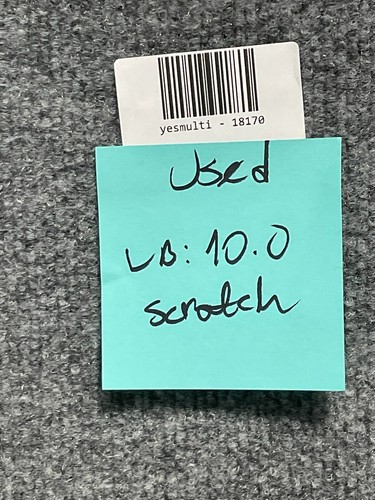 yesmulti - 18170
Used
LB: 10.0
scratch